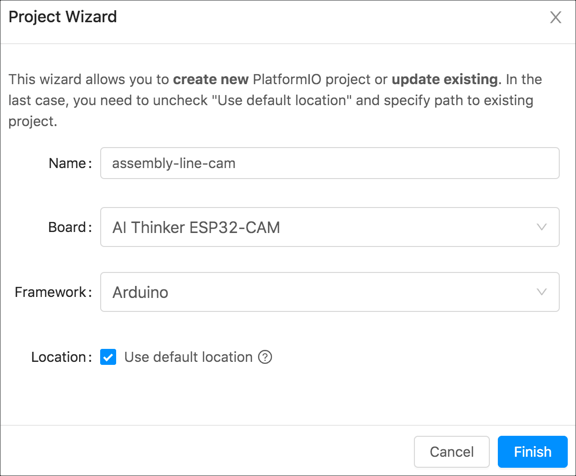 Project Wizard
This wizard allows you to create new PlatformIO project or update existing. In the
last case, you need to uncheck "Use default location" and specify path to existing
project.
Name: assembly-line-cam
Board: AI Thinker ESP32-CAM
Framework: Arduino
Location: Use default location
Cancel Finish